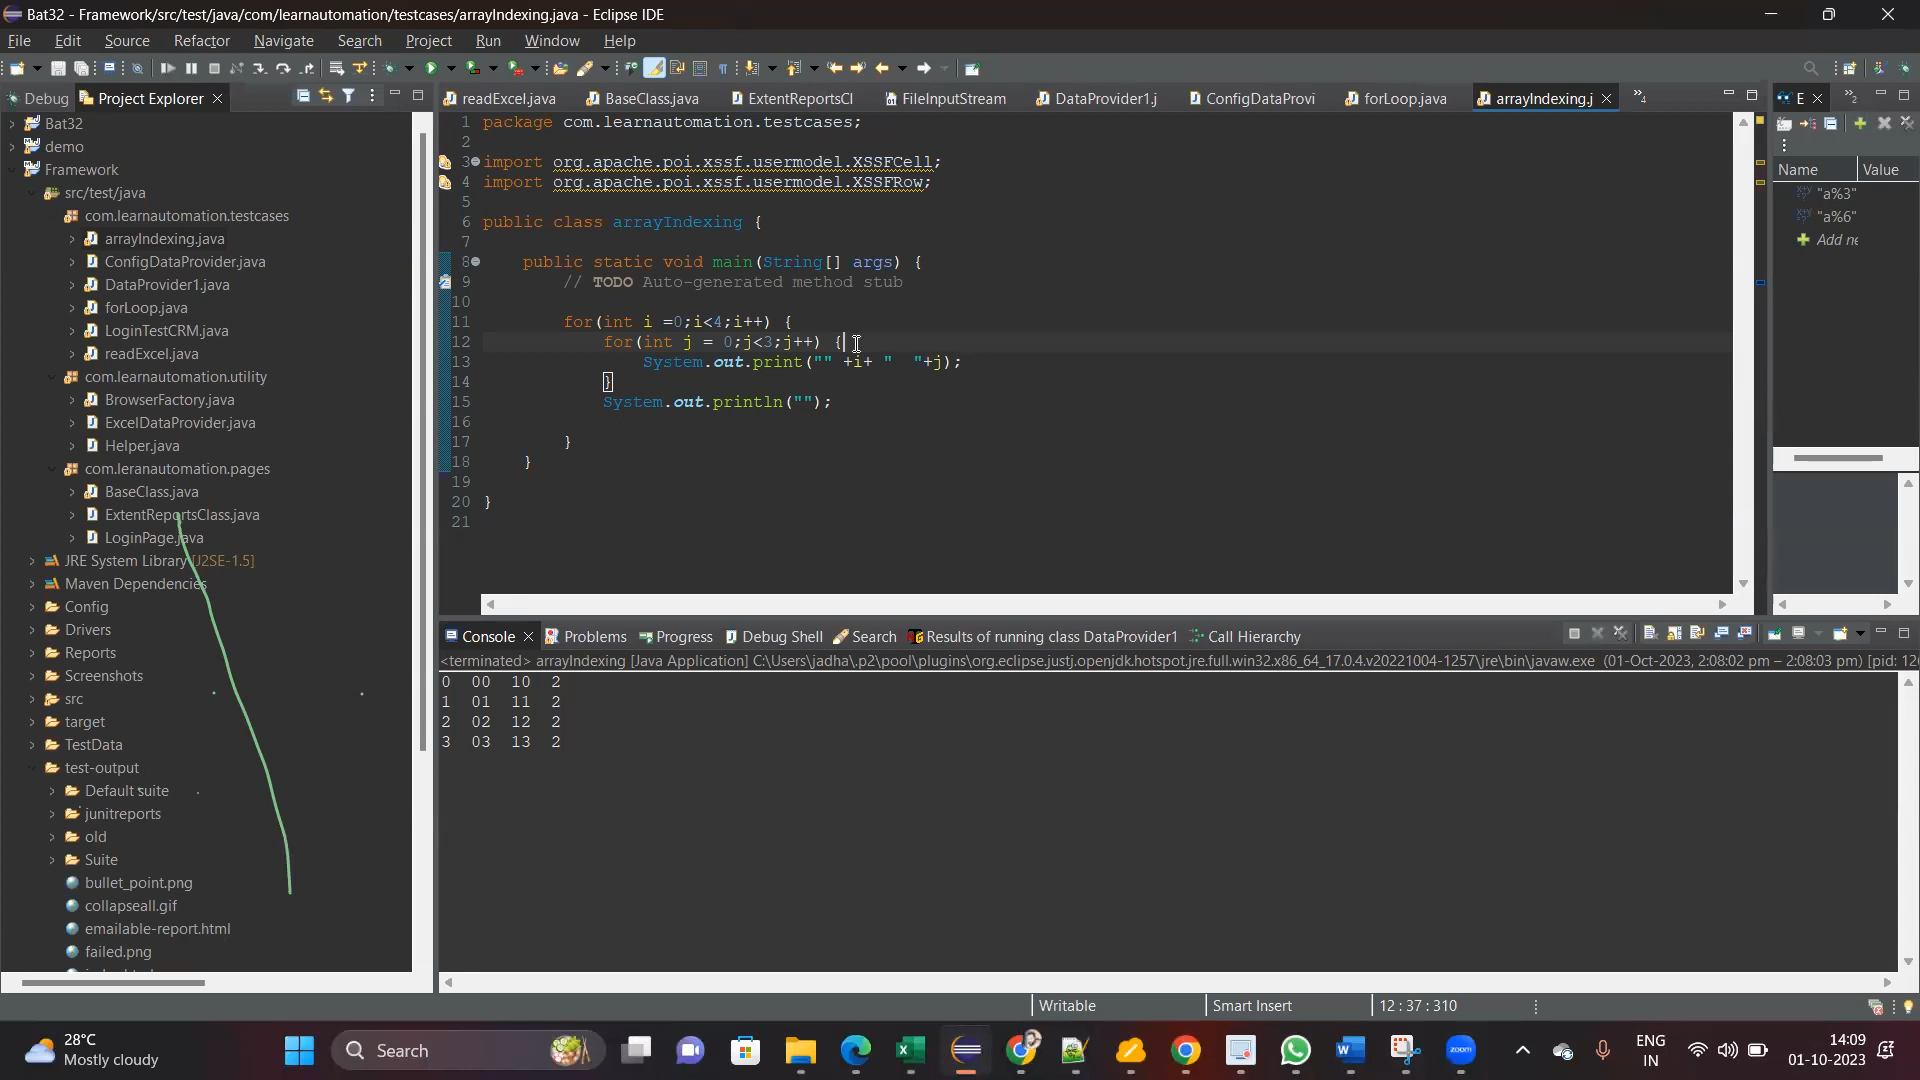 Bat32 - Framework/src/test/java/com/learnautomation/testcases/arrayIndexing.java - Eclipse IDE
File Edit Source Refactor Navigate Search Project Run Window Help
Debug Project Explorer
readExcel.java BaseClass.java ExtentReportsCl FileInputStream DataProvider1.j ConfigDataProvi forLoop.java arrayIndexing.j »4
E »2
Bat32
demo
Framework
src/test/java
com.learnautomation.testcases
arrayIndexing.java
ConfigDataProvider.java
DataProvider1.java
forLoop.java
LoginTestCRM.java
readExcel.java
com.learnautomation.utility
BrowserFactory.java
ExcelDataProvider.java
Helper.java
com.leranautomation.pages
BaseClass.java
ExtentReportsClass.java
LoginPage.java
JRE System Library [J2SE-1.5]
Maven Dependencies
Config
Drivers
Reports
Screenshots
src
target
TestData
test-output
Default suite
junitreports
old
Suite
bullet_point.png
collapseall.gif
emailable-report.html
failed.png
1 package com.learnautomation.testcases;
2
3 import org.apache.poi.xssf.usermodel.XSSFCell;
4 import org.apache.poi.xssf.usermodel.XSSFRow;
5
6 public class arrayIndexing {
7
8 public static void main(String[] args) {
9 // TODO Auto-generated method stub
10
11 for(int i =0;i<4;i++) {
12 for(int j = 0;j<3;j++) {
13 System.out.print("" +i+ "  "+j);
14 }
15 System.out.println("");
16
17 }
18 }
19
20 }
21
Name Value
"a%3"
"a%6"
Add ne
Console Problems Progress Debug Shell Search Results of running class DataProvider1 Call Hierarchy
<terminated> arrayIndexing [Java Application] C:\Users\jadha\.p2\pool\plugins\org.eclipse.justj.openjdk.hotspot.jre.full.win32.x86_64_17.0.4.v20221004-1257\jre\bin\javaw.exe (01-Oct-2023, 2:08:02 pm – 2:08:03 pm) [pid: 12
0  00  10  2
1  01  11  2
2  02  12  2
3  03  13  2
Writable Smart Insert 12 : 37 : 310
28°C
Mostly cloudy
Search
zoom
ENG
IN
14:09
01-10-2023